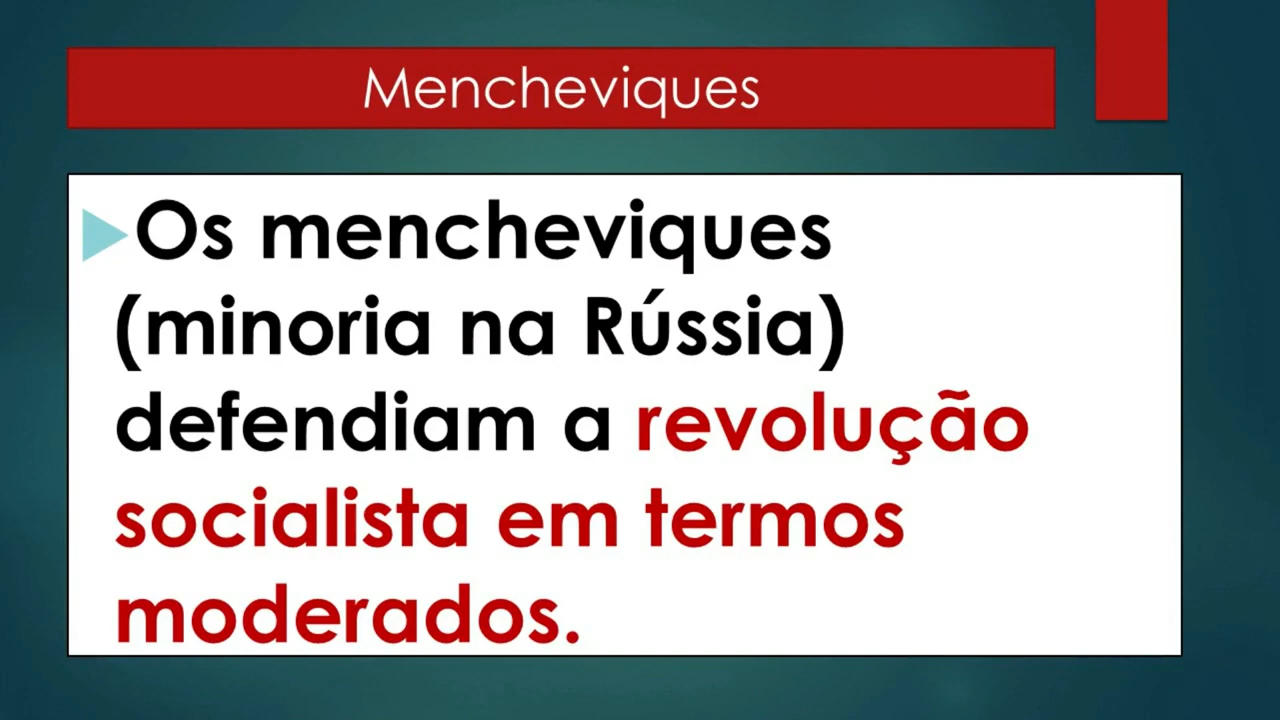 Mencheviques
Os mencheviques
(minoria na Rússia)
defendiam a revolução
socialista em termos
moderados.